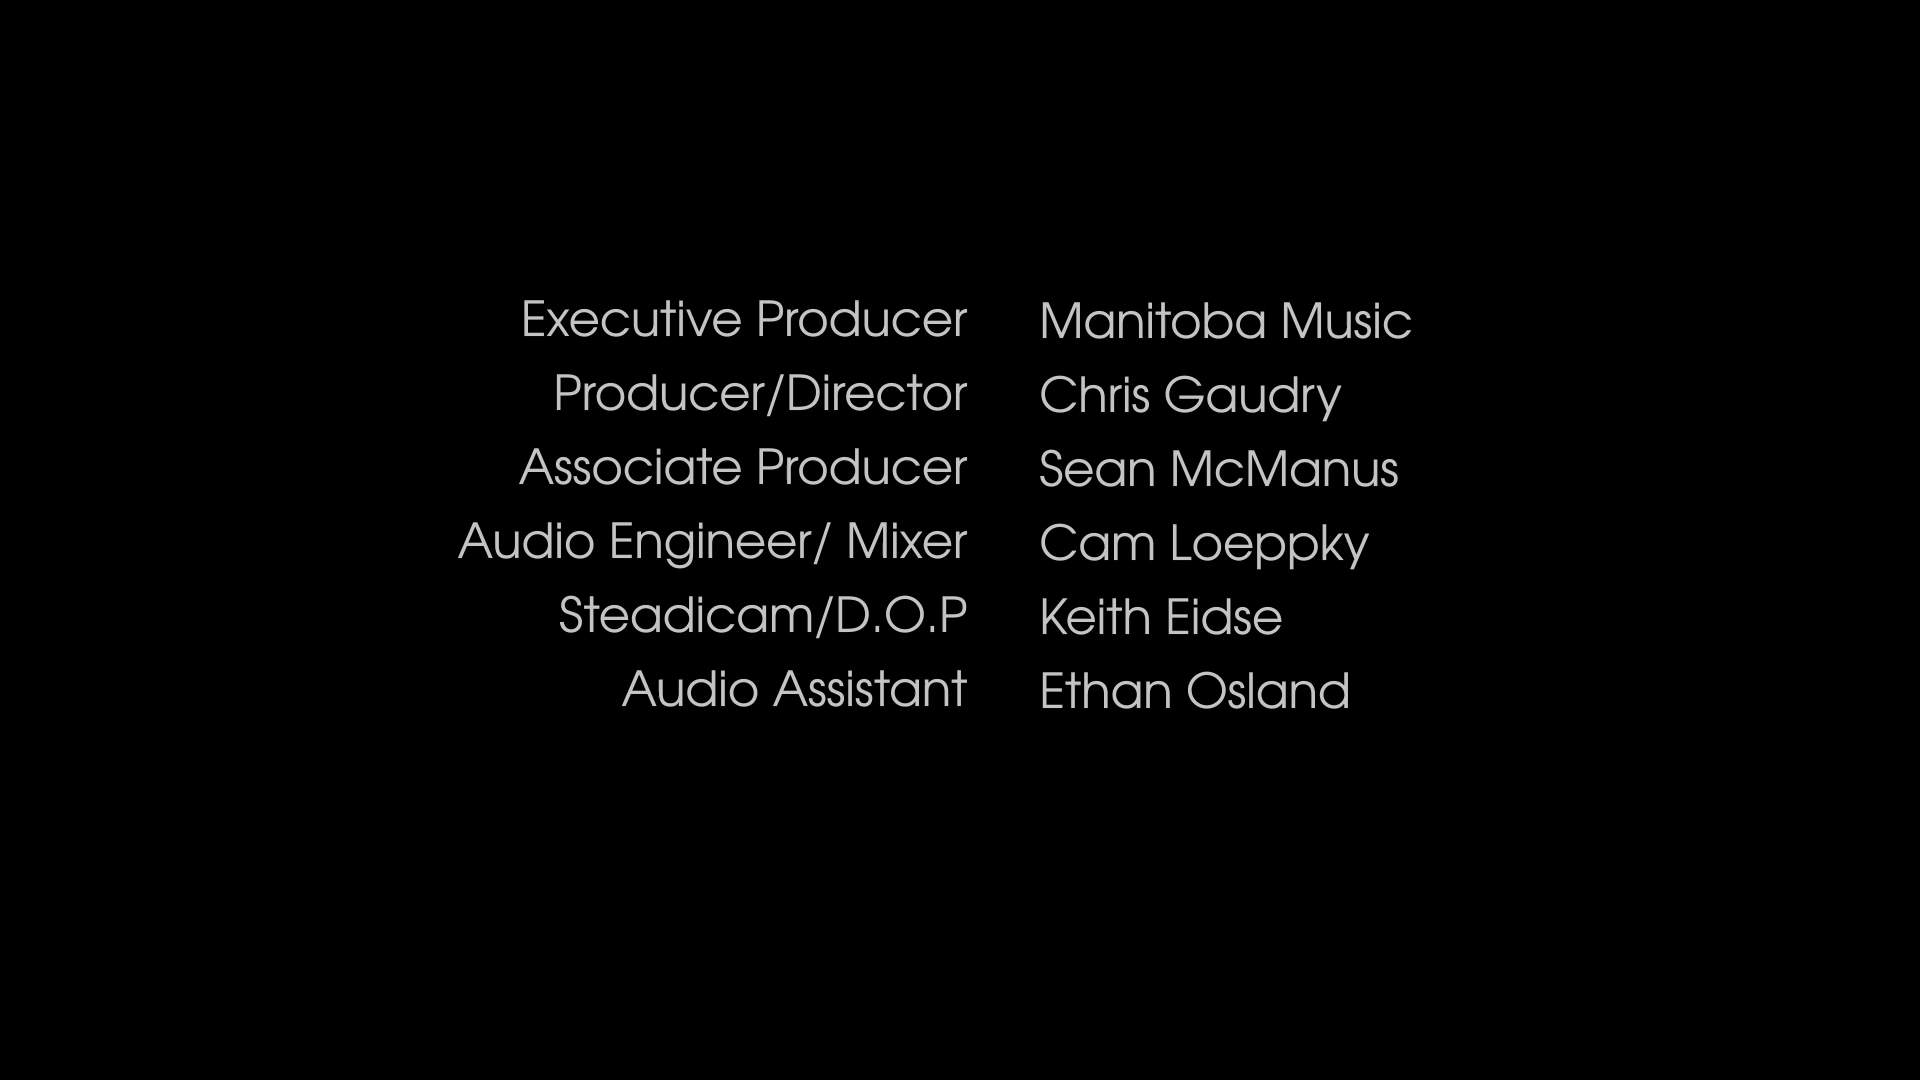 Executive Producer Manitoba Music
Producer/Director Chris Gaudry
Associate Producer Sean McManus
Audio Engineer/ Mixer Cam Loeppky
Steadicam/D.O.P Keith Eidse
Audio Assistant Ethan Osland